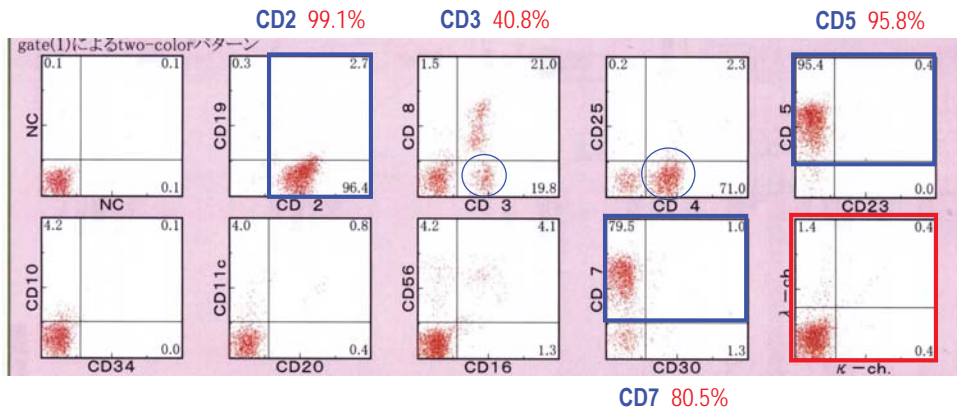 CD2 99.1% CD3 40.8% CD5 95.8%
gate(1)によるtwo-colorパターン
0.1 0.1 0.3 2.7 1.5 21.0 0.2 2.3 95.4 0.4
NC CD19 CD 8 CD25 CD 5
0.1 96.4 19.8 71.0 0.0
NC CD 2 CD 3 CD 4 CD23
4.2 0.1 4.0 0.8 4.2 4.1 79.5 1.0 1.4 0.4
CD10 CD11c CD56 CD 7 λ-ch.
0.0 0.4 1.3 1.3 0.4
CD34 CD20 CD16 CD30 κ-ch.
CD7 80.5%